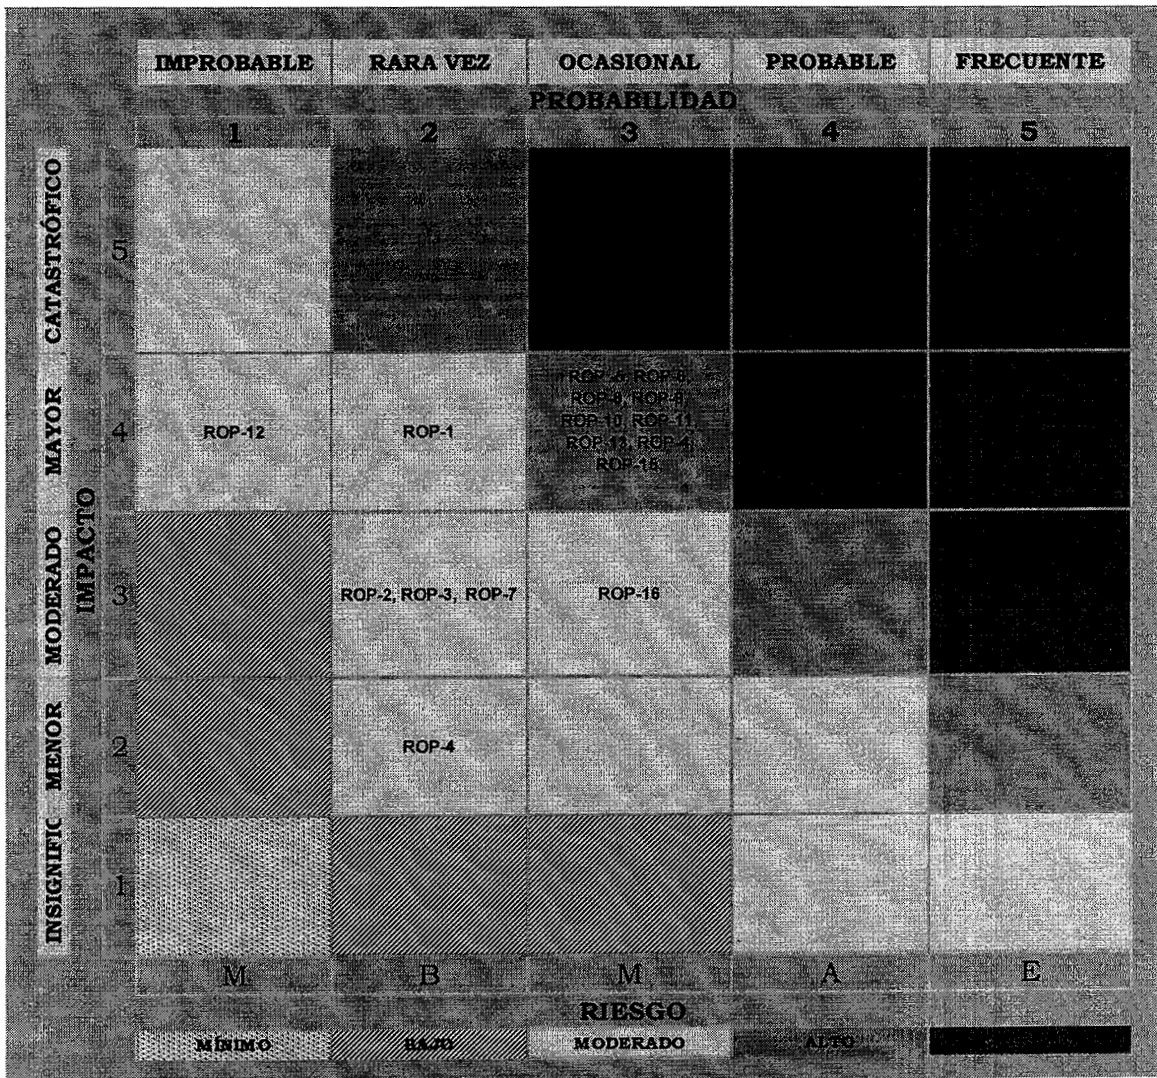 IMPROBABLE RARA VEZ OCASIONAL PROBABLE FRECUENTE
PROBABILIDAD
1 2 3 4 5
CATASTRÓFICO 5
MAYOR 4
ROP-12
ROP-1
ROP-10, ROP-11,
IMPACTO
MODERADO 3
ROP-2, ROP-3, ROP-7
ROP-16
MENOR 2
ROP-4
INSIGNIFIC 1
M B M A E
RIESGO
MÍNIMO BAJO MODERADO ALTO